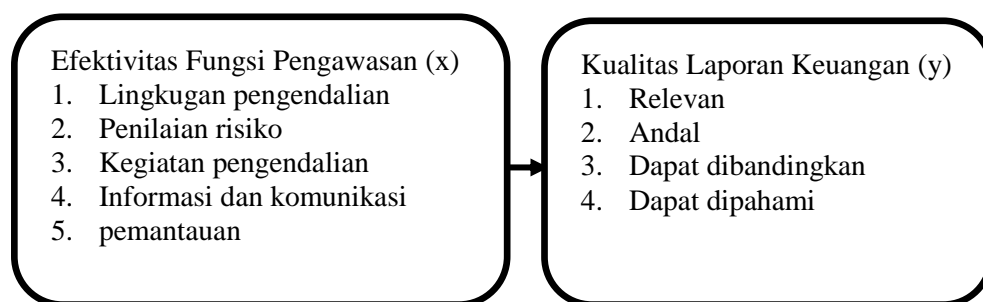 Efektivitas Fungsi Pengawasan (x)
1. Lingkugan pengendalian
2. Penilaian risiko
3. Kegiatan pengendalian
4. Informasi dan komunikasi
5. pemantauan
Kualitas Laporan Keuangan (y)
1. Relevan
2. Andal
3. Dapat dibandingkan
4. Dapat dipahami